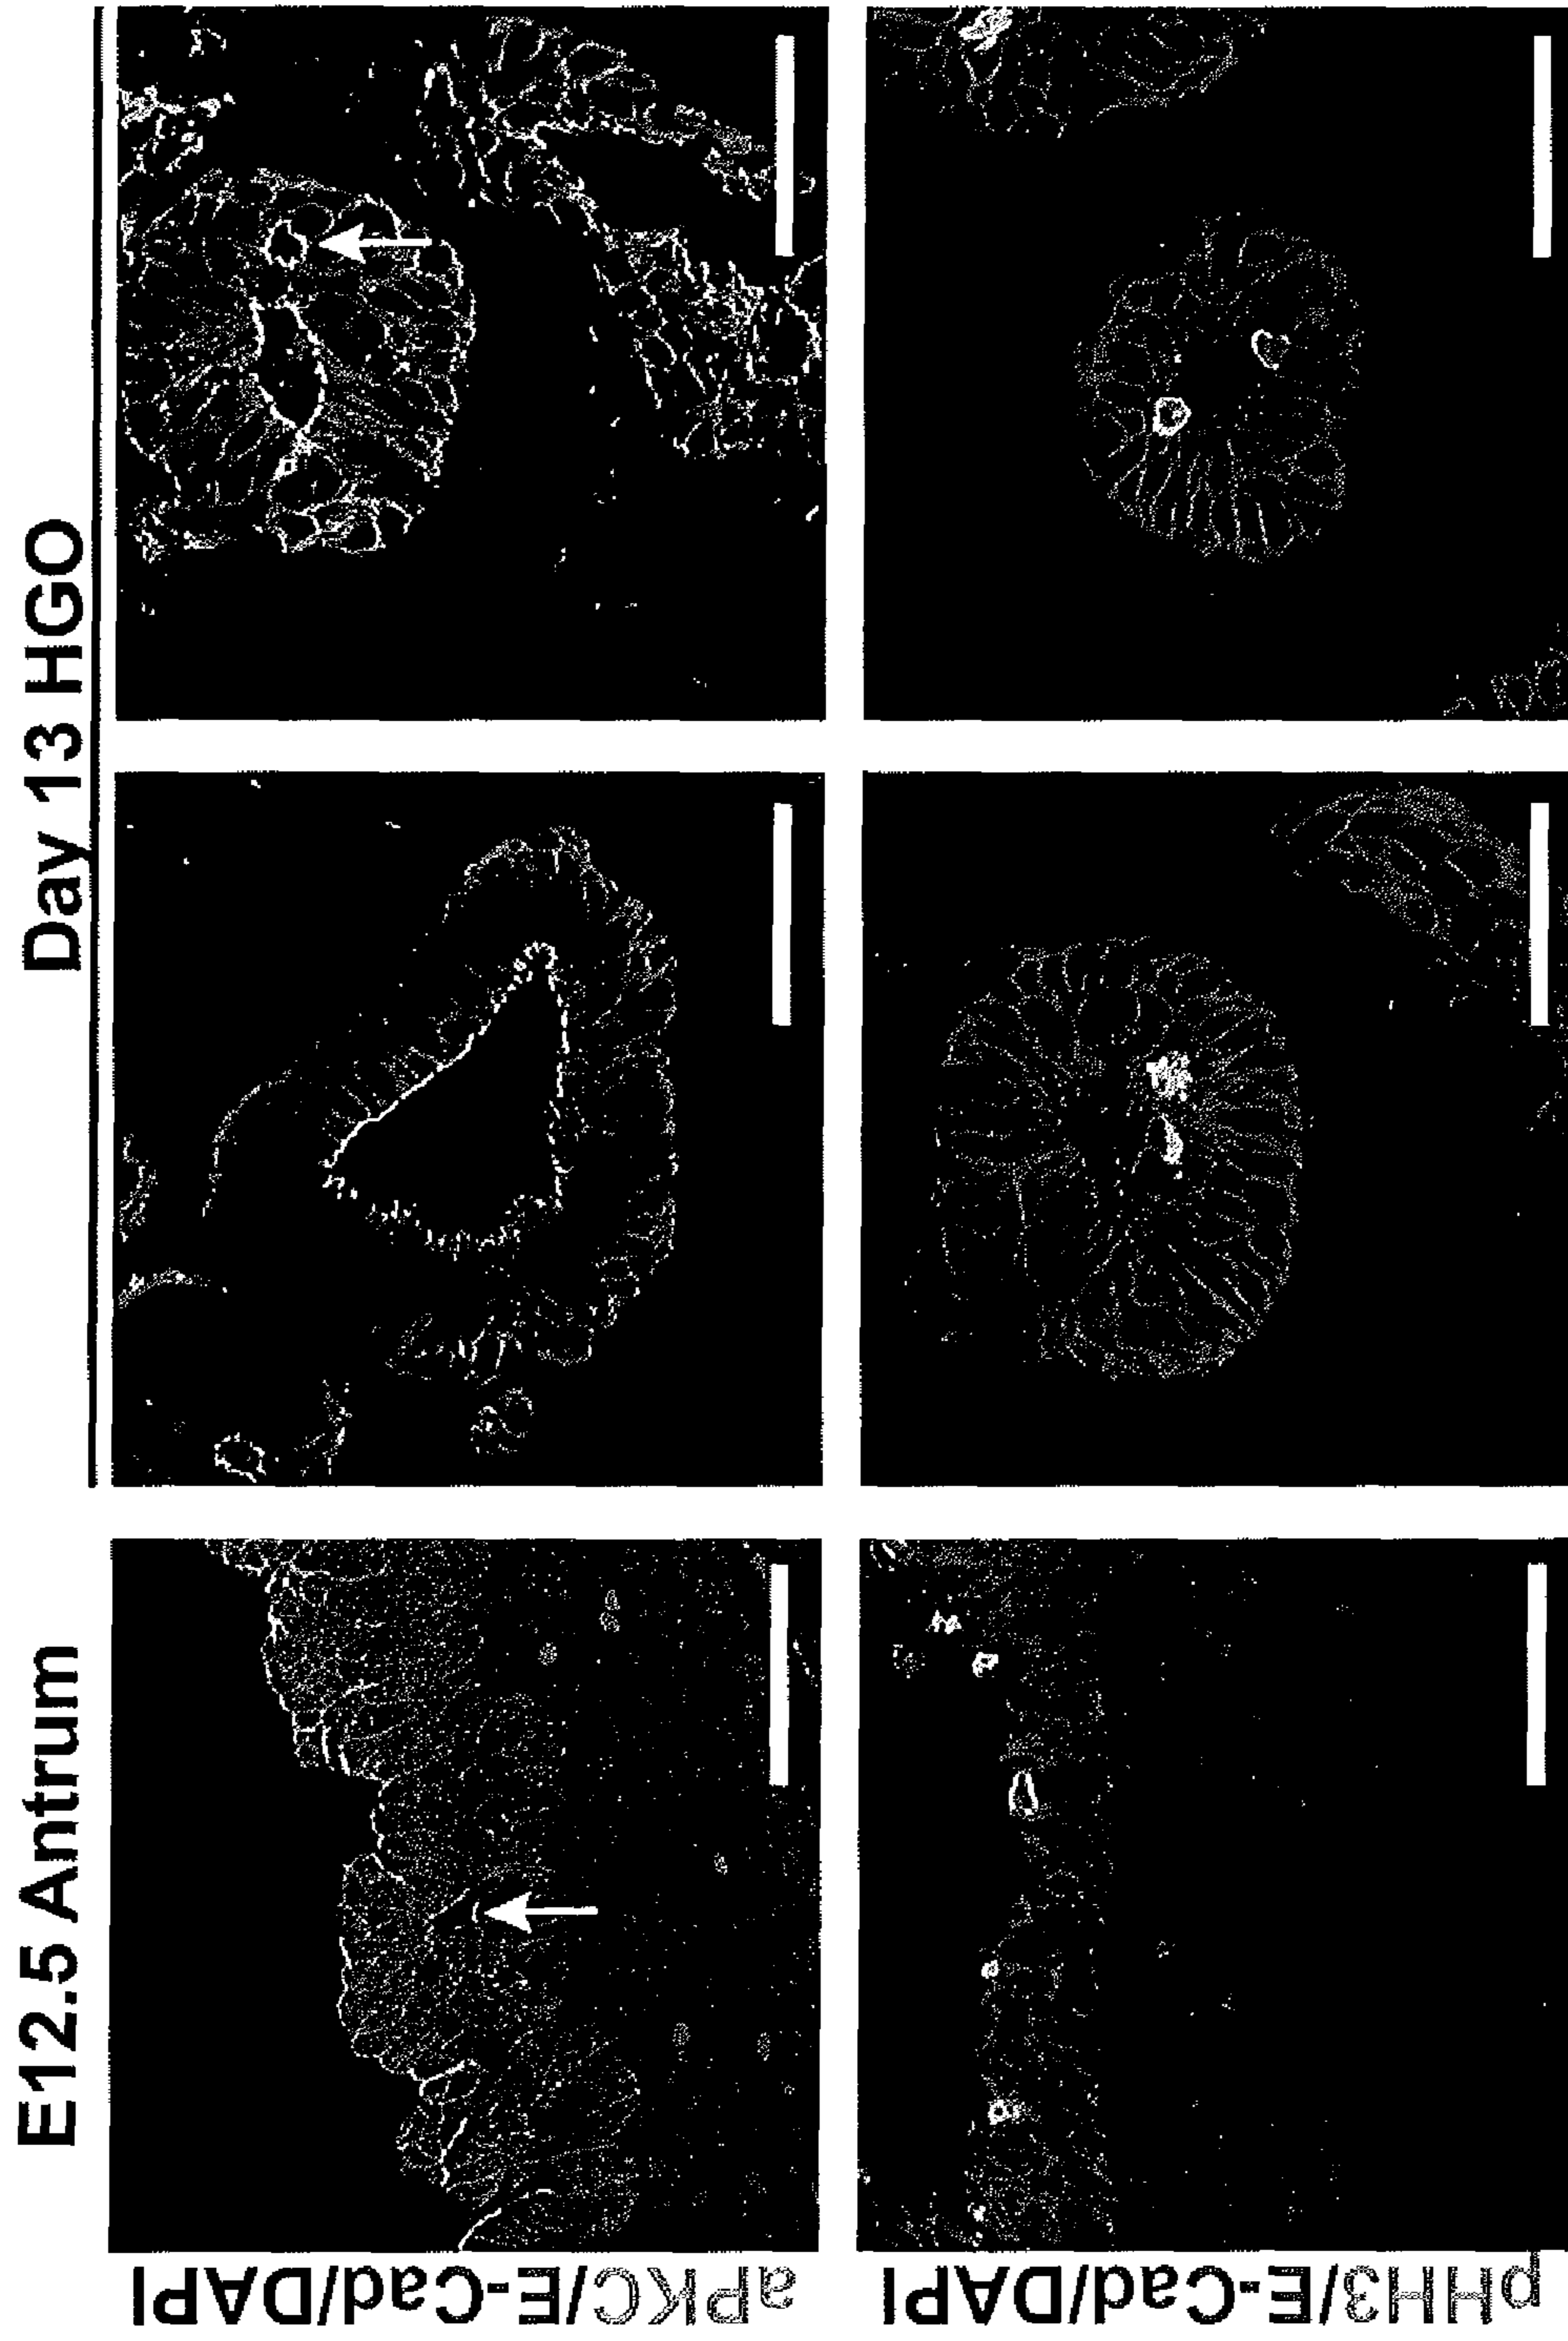 E12.5 Antrum
Day 13 HGO
aPKC/E-Cad/DAPI
pHH3/E-Cad/DAPI